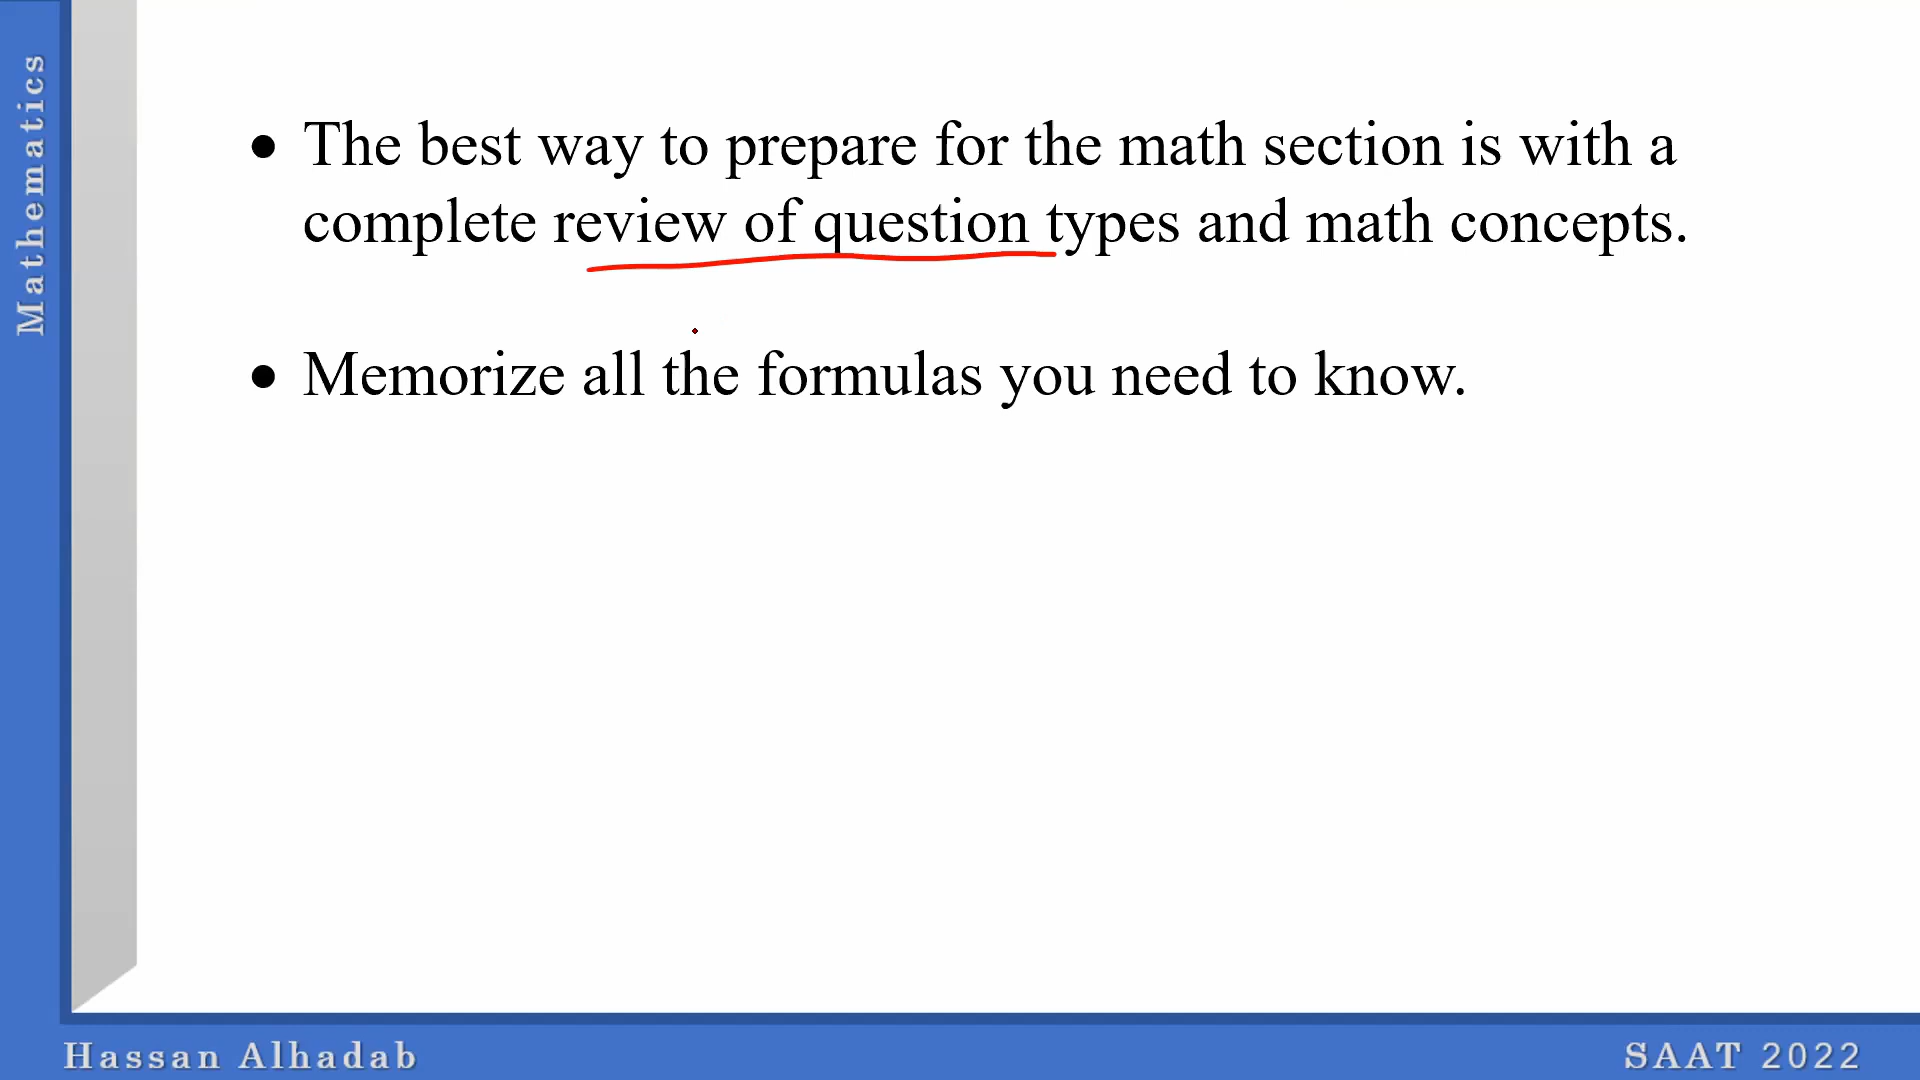 Mathematics
• The best way to prepare for the math section is with a
complete review of question types and math concepts.
• Memorize all the formulas you need to know.
Hassan Alhadab
SAAT 2022